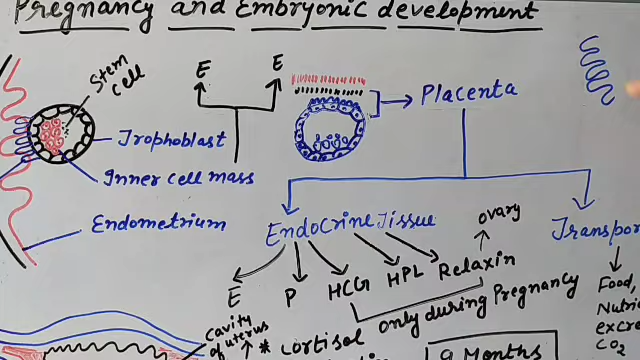 Pregnancy and Embryonic development
Stem cell
E E
Placenta
Trophoblast
Inner cell mass
Endometrium
Endocrine Tissue
ovary
Transpor
E P HCG HPL Relaxin
only during Pregnancy
Food,
Nutrie
excre
CO2
cavity
of uterus
* cortisol
9 Months